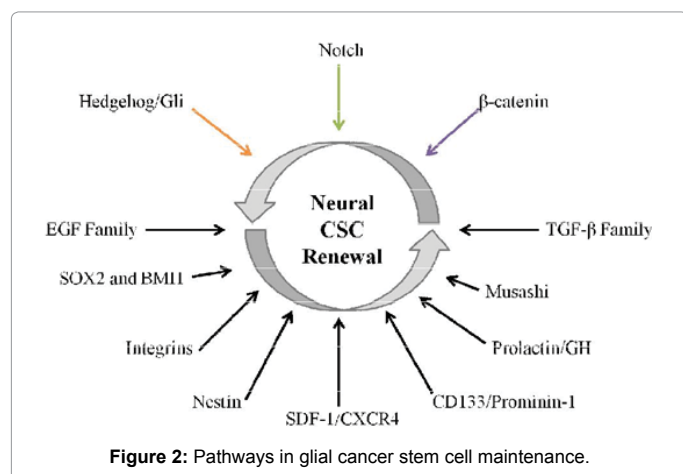 Notch
Hedgehog/Gli
β-catenin
Neural
CSC
Renewal
EGF Family
TGF-β Family
SOX2 and BMI1
Musashi
Integrins
Prolactin/GH
Nestin
CD133/Prominin-1
SDF-1/CXCR4
Figure 2: Pathways in glial cancer stem cell maintenance.